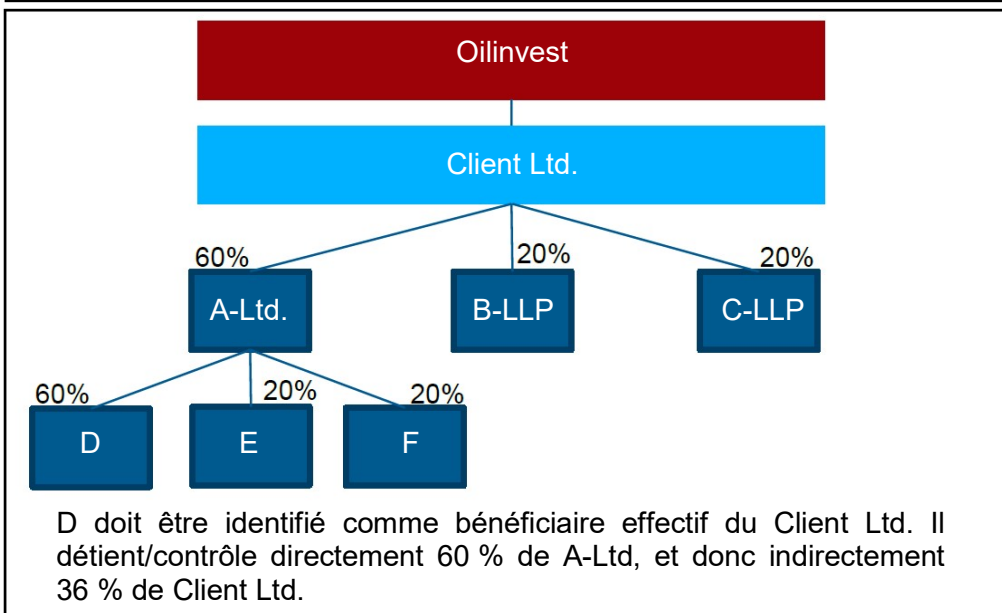 Oilinvest
Client Ltd.
60%
20%
20%
A-Ltd.
B-LLP
C-LLP
60%
20%
20%
D
E
F
D doit être identifié comme bénéficiaire effectif du Client Ltd. Il
détient/contrôle directement 60 % de A-Ltd, et donc indirectement
36 % de Client Ltd.